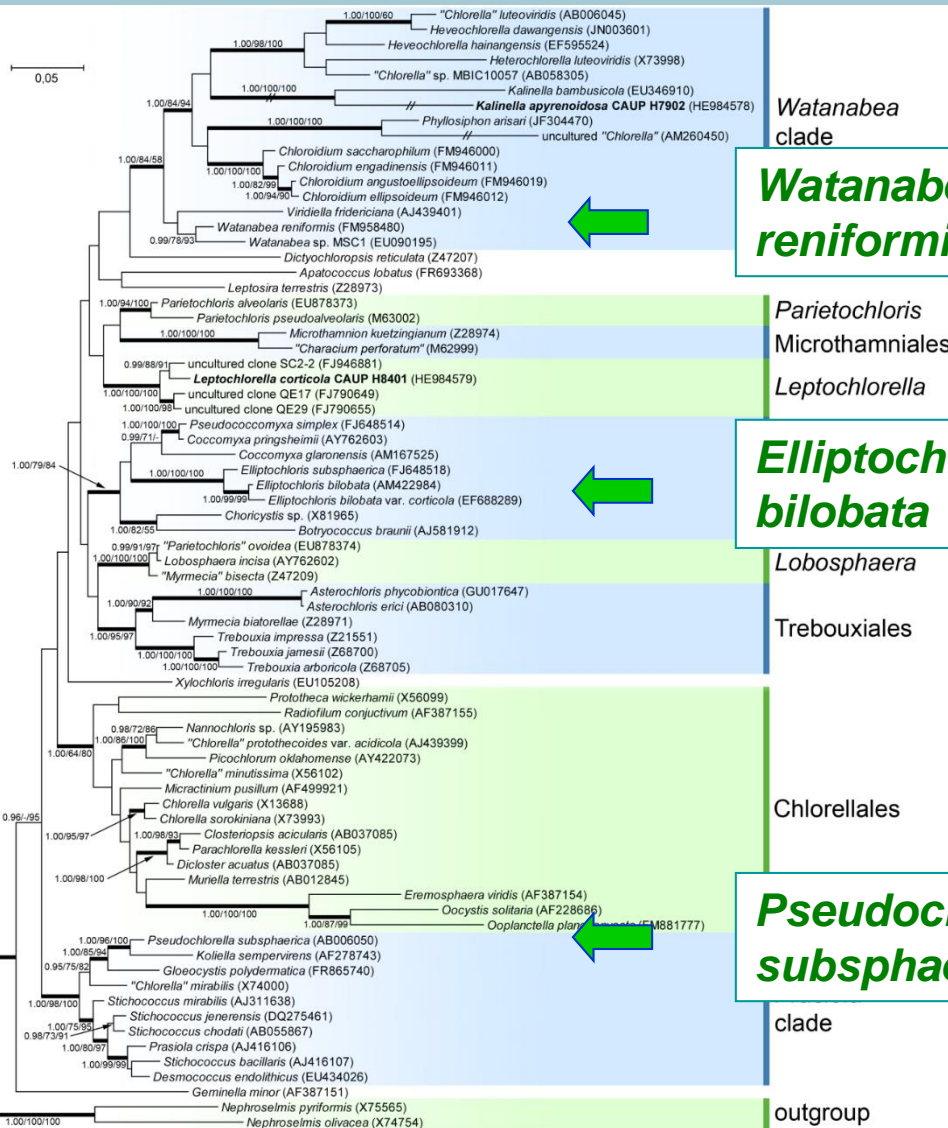 1.00/100/60
"Chlorella" luteoviridis (AB006045)
Heveochlorella dawangensis (JN003601)
1.00/98/100
Heveochlorella hainangensis (EF595524)
Heterochlorella luteoviridis (X73998)
0,05
"Chlorella" sp. MBIC10057 (AB058305)
1.00/100/100
Kalinella bambusicola (EU346910)
1.00/84/94
Kalinella apyrenoidosa CAUP H7902 (HE984578)
Watanabea
clade
Phyllosiphon arisari (JF304470)
1.00/100/100
uncultured "Chlorella" (AM260450)
1.00/84/58
Chloroidium saccharophilum (FM946000)
1.00/100/100
Chloroidium engadinensis (FM946011)
1.00/82/99
Chloroidium angustoellipsoideum (FM946019)
1.00/94/90
Chloroidium ellipsoideum (FM946012)
Viridiella fridericiana (AJ439401)
Watanabea reniformis (FM958480)
0.99/78/93
Watanabea sp. MSC1 (EU090195)
reniformi
Dictyochloropsis reticulata (Z47207)
Apatococcus lobatus (FR693368)
Leptosira terrestris (Z28973)
1.00/94/100
Parietochloris alveolaris (EU878373)
Parietochloris
Parietochloris pseudoalveolaris (M63002)
1.00/100/100
Microthamnion kuetzingianum (Z28974)
Microthamniales
"Characium perforatum" (M62999)
0.99/88/91
uncultured clone SC2-2 (FJ946881)
Leptochlorella corticola CAUP H8401 (HE984579)
Leptochlorella
1.00/100/100
uncultured clone QE17 (FJ790649)
1.00/100/98
uncultured clone QE29 (FJ790655)
1.00/100/100
Pseudococcomyxa simplex (FJ648514)
0.99/71/-
Coccomyxa pringsheimii (AY762603)
Coccomyxa glaronensis (AM167525)
1.00/79/84
1.00/100/100
Elliptochloris subsphaerica (FJ648518)
Elliptochloris bilobata (AM422984)
1.00/99/99
Elliptochloris bilobata var. corticola (EF688289)
Elliptoch
bilobata
Choricystis sp. (X81965)
1.00/82/55
Botryococcus braunii (AJ581912)
0.99/91/97
"Parietochloris" ovoidea (EU878374)
1.00/100/100
Lobosphaera incisa (AY762602)
Lobosphaera
"Myrmecia" bisecta (Z47209)
1.00/100/100
Asterochloris phycobiontica (GU017647)
1.00/90/92
Asterochloris erici (AB080310)
Myrmecia biatorellae (Z28971)
1.00/95/97
Trebouxia impressa (Z21551)
Trebouxiales
1.00/100/100
Trebouxia jamesii (Z68700)
1.00/100/100
Trebouxia arboricola (Z68705)
Xylochloris irregularis (EU105208)
Prototheca wickerhamii (X56099)
Radiofilum conjuctivum (AF387155)
0.98/72/86
Nannochloris sp. (AY195983)
1.00/86/100
"Chlorella" protothecoides var. acidicola (AJ439399)
1.00/64/80
Picochlorum oklahomense (AY422073)
"Chlorella" minutissima (X56102)
Micractinium pusillum (AF499921)
Chlorella vulgaris (X13688)
Chlorellales
0.96/-/95
Chlorella sorokiniana (X73993)
1.00/95/97
1.00/98/93
Closteriopsis acicularis (AB037085)
Parachlorella kessleri (X56105)
1.00/98/100
Dicloster acuatus (AB037085)
Muriella terrestris (AB012845)
Eremosphaera viridis (AF387154)
1.00/100/100
Oocystis solitaria (AF228686)
1.00/87/99
1.00/96/100
Pseudochlorella subsphaerica (AB006050)
1.00/85/94
Koliella sempervirens (AF278743)
0.95/75/82
Gloeocystis polydermatica (FR865740)
"Chlorella" mirabilis (X74000)
1.00/98/100
Stichococcus mirabilis (AJ311638)
1.00/75/95
Stichococcus jenerensis (DQ275461)
clade
0.98/73/91
Stichococcus chodati (AB055867)
1.00/80/97
Prasiola crispa (AJ416106)
Stichococcus bacillaris (AJ416107)
1.00/99/99
Desmococcus endolithicus (EU434026)
Geminella minor (AF387151)
Nephroselmis pyriformis (X75565)
outgroup
1.00/100/100
Nephroselmis olivacea (X74754)